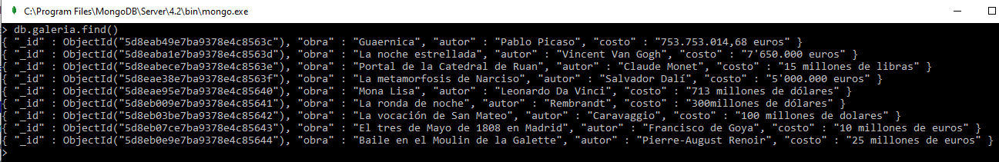 C:\Program Files\MongoDB\Server\4.2\bin\mongo.exe
> db.galeria.find()
{ "_id" : ObjectId("5d8eab49e7ba9378e4c8563c"), "obra" : "Guaernica", "autor" : "Pablo Picaso", "costo" : "753.753.014,68 euros" }
{ "_id" : ObjectId("5d8eaba1e7ba9378e4c8563d"), "obra" : "La noche estrellada", "autor" : "Vincent Van Gogh", "costo" : "7'650.000 euros" }
{ "_id" : ObjectId("5d8eabece7ba9378e4c8563e"), "obra" : "Portal de la Catedral de Ruan", "autor" : "Claude Monet", "costo" : "15 millones de libras" }
{ "_id" : ObjectId("5d8eae38e7ba9378e4c8563f"), "obra" : "La metamorfosis de Narciso", "autor" : "Salvador Dalí", "costo" : "5'000.000 euros" }
{ "_id" : ObjectId("5d8eae95e7ba9378e4c85640"), "obra" : "Mona Lisa", "autor" : "Leonardo Da Vinci", "costo" : "713 millones de dólares" }
{ "_id" : ObjectId("5d8eb009e7ba9378e4c85641"), "obra" : "La ronda de noche", "autor" : "Rembrandt", "costo" : "300millones de dólares" }
{ "_id" : ObjectId("5d8eb03be7ba9378e4c85642"), "obra" : "La vocación de San Mateo", "autor" : "Caravaggio", "costo" : "100 millones de dolares" }
{ "_id" : ObjectId("5d8eb07ce7ba9378e4c85643"), "obra" : "El tres de Mayo de 1808 en Madrid", "autor" : "Francisco de Goya", "costo" : "10 millones de euros" }
{ "_id" : ObjectId("5d8eb0e9e7ba9378e4c85644"), "obra" : "Baile en el Moulin de la Galette", "autor" : "Pierre-August Renoir", "costo" : "25 millones de euros" }
>